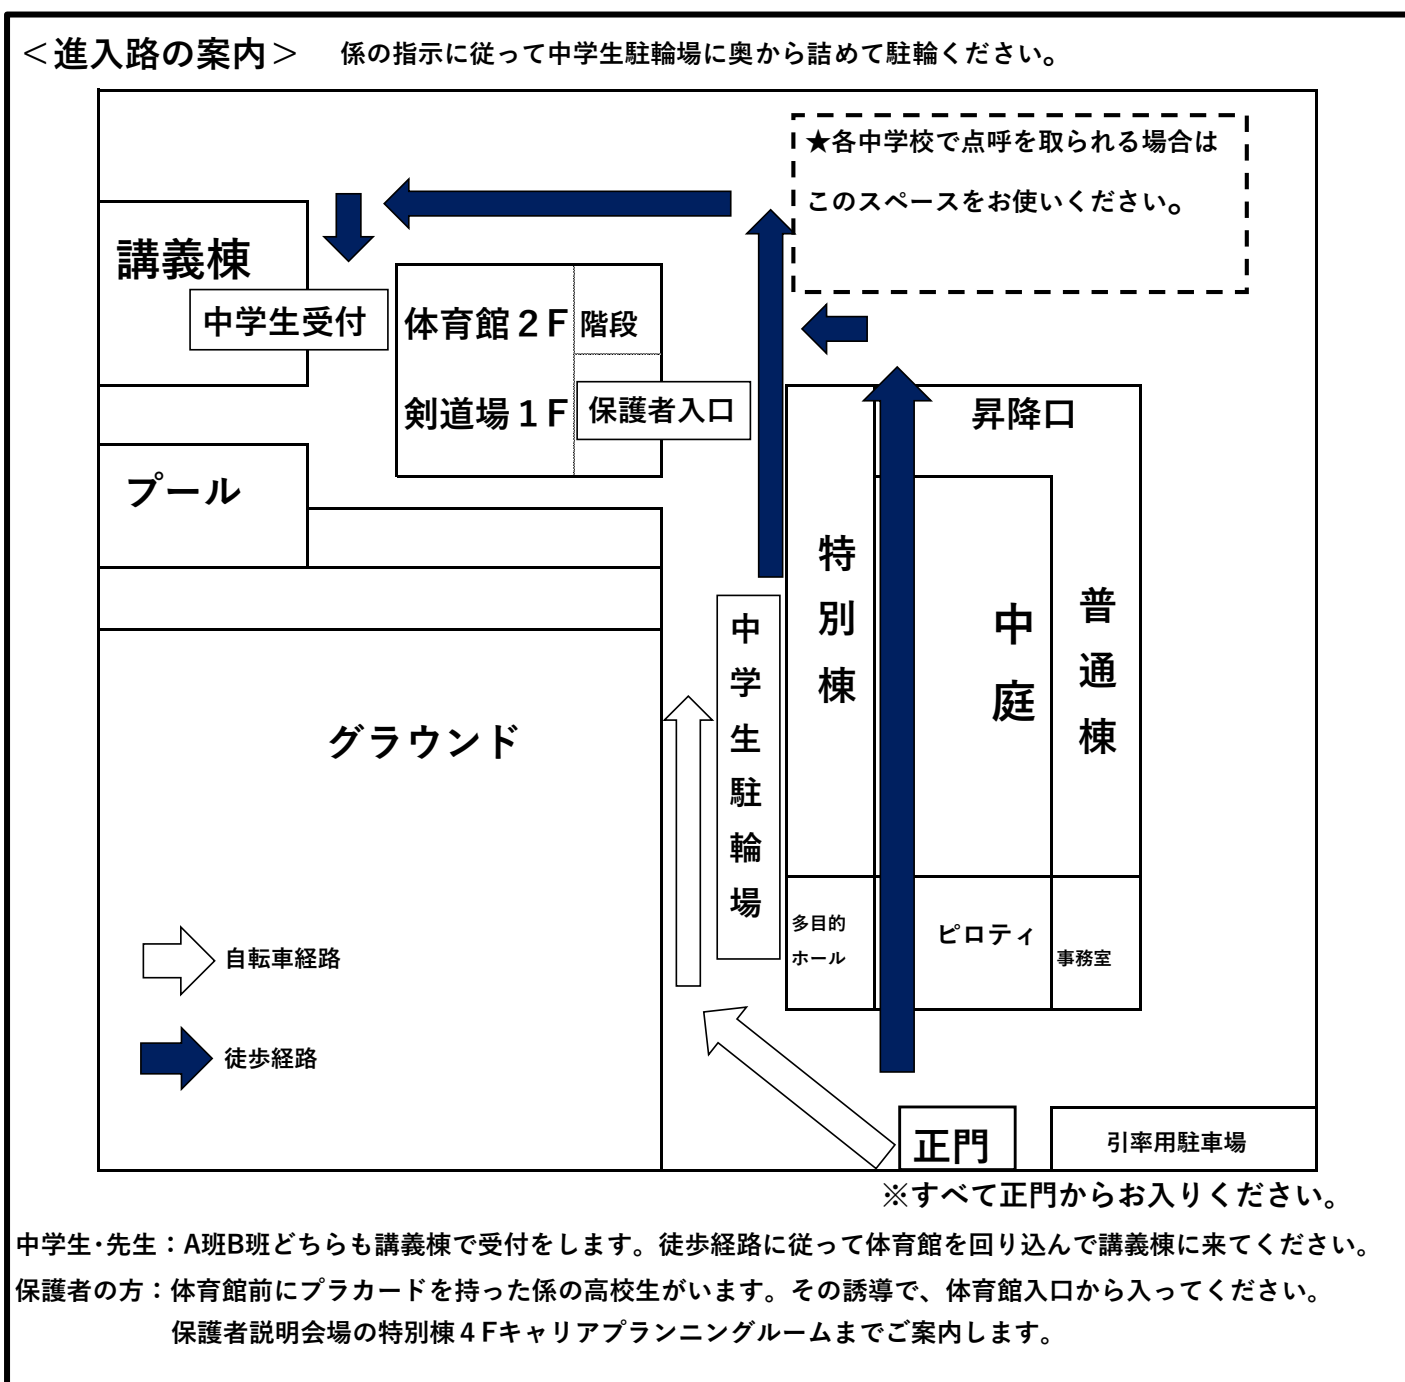 ＜進入路の案内＞ 係の指示に従って中学生駐輪場に奥から詰めて駐輪ください。
★各中学校で点呼を取られる場合は
このスペースをお使いください。
講義棟
中学生受付
体育館２F
階段
剣道場１F
保護者入口
昇降口
プール
特別棟
中庭
普通棟
中学生駐輪場
グラウンド
多目的
ホール
ピロティ
事務室
自転車経路
徒歩経路
正門
引率用駐車場
※すべて正門からお入りください。
中学生･先生：A班B班どちらも講義棟で受付をします。徒歩経路に従って体育館を回り込んで講義棟に来てください。
保護者の方：体育館前にプラカードを持った係の高校生がいます。その誘導で、体育館入口から入ってください。
保護者説明会場の特別棟４Fキャリアプランニングルームまでご案内します。